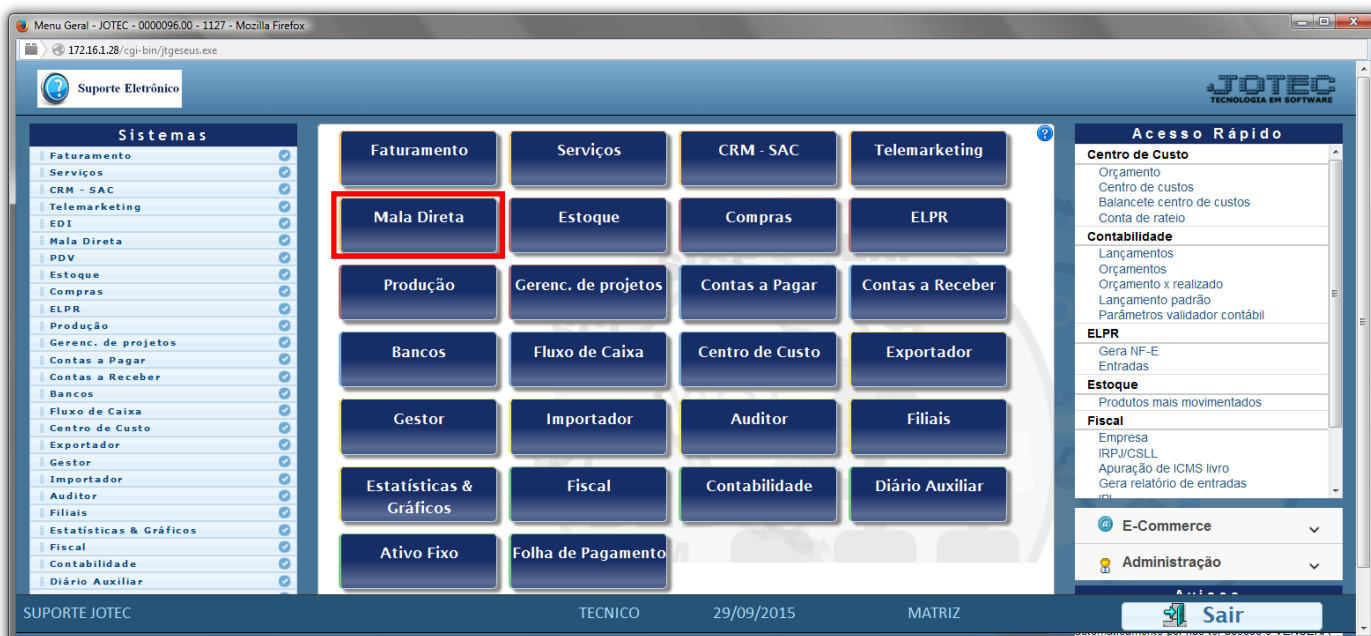 Menu Geral - JOTEC - 0000096.00 - 1127 - Mozilla Firefox
172.16.1.28/cgi-bin/jtgeseus.exe
Suporte Eletrônico
JOTEC
TECNOLOGIA EM SOFTWARE
Sistemas
Faturamento
Serviços
CRM - SAC
Telemarketing
EDI
Mala Direta
PDV
Estoque
Compras
ELPR
Produção
Gerenc. de projetos
Contas a Pagar
Contas a Receber
Bancos
Fluxo de Caixa
Centro de Custo
Exportador
Gestor
Importador
Auditor
Filiais
Estatísticas & Gráficos
Fiscal
Contabilidade
Diário Auxiliar
Faturamento
Serviços
CRM - SAC
Telemarketing
Mala Direta
Estoque
Compras
ELPR
Produção
Gerenc. de projetos
Contas a Pagar
Contas a Receber
Bancos
Fluxo de Caixa
Centro de Custo
Exportador
Gestor
Importador
Auditor
Filiais
Estatísticas &
Gráficos
Fiscal
Contabilidade
Diário Auxiliar
Ativo Fixo
Folha de Pagamento
Acesso Rápido
Centro de Custo
Orçamento
Centro de custos
Balancete centro de custos
Conta de rateio
Contabilidade
Lançamentos
Orçamentos
Orçamento x realizado
Lançamento padrão
Parâmetros validador contábil
ELPR
Gera NF-E
Entradas
Estoque
Produtos mais movimentados
Fiscal
Empresa
IRPJ/CSLL
Apuração de ICMS livro
Gera relatório de entradas
IPI
E-Commerce
Administração
Avisos
SUPORTE JOTEC
TECNICO
29/09/2015
MATRIZ
Sair